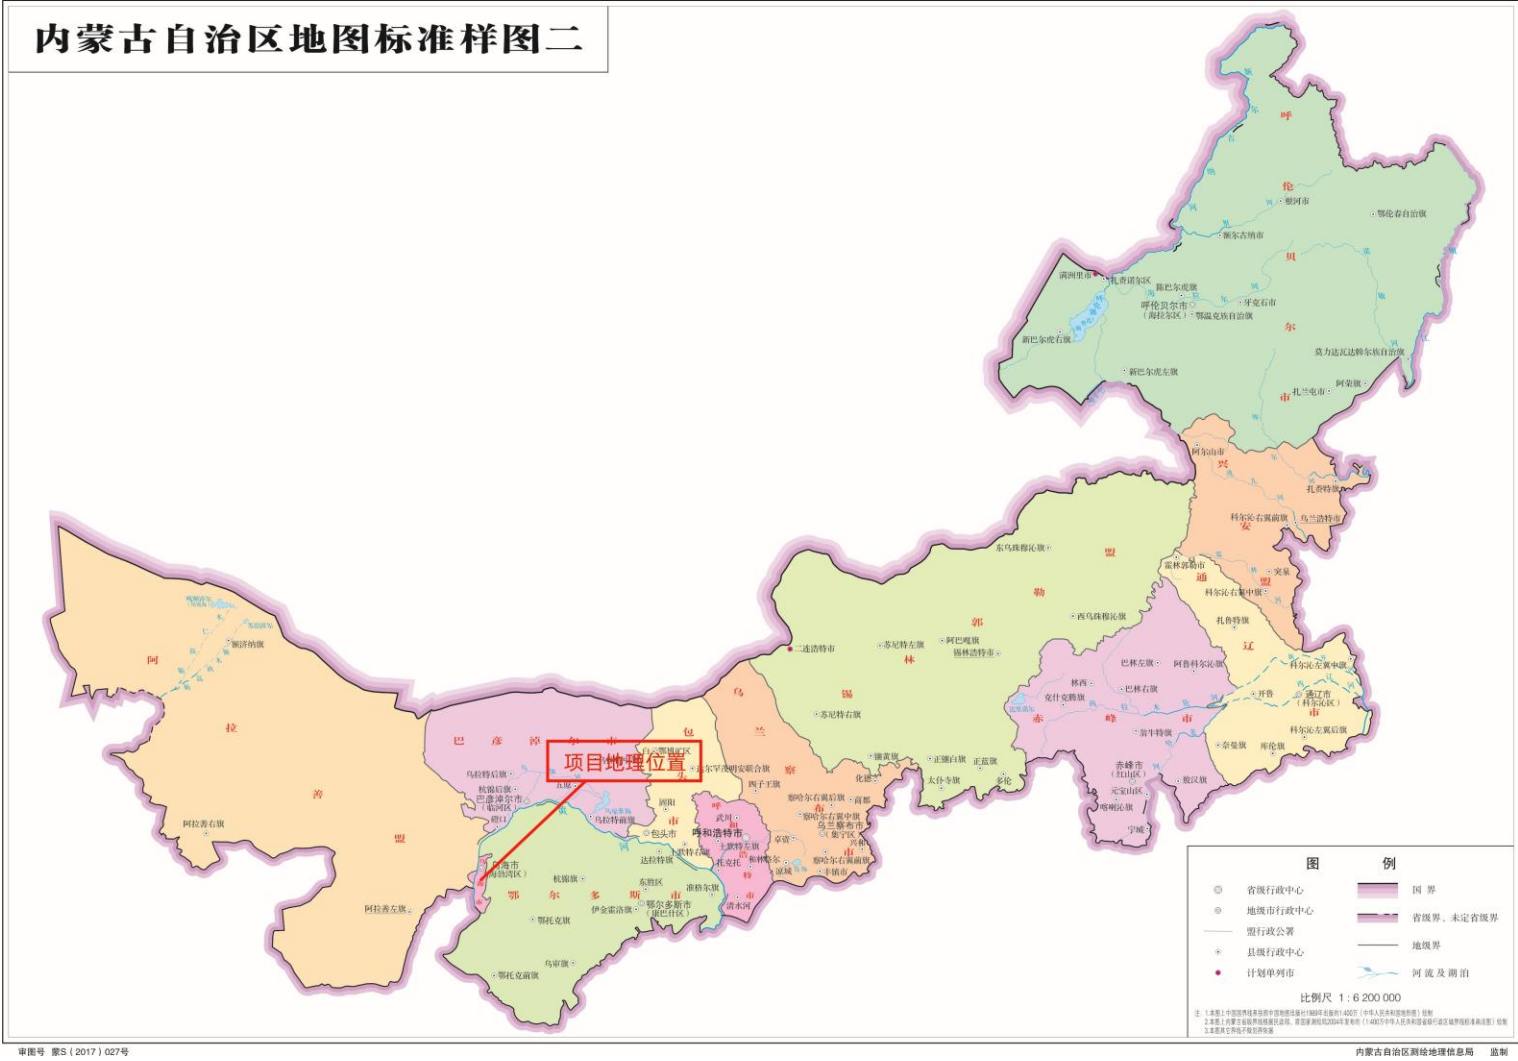 内蒙古自治区地图标准样图二
呼
伦
贝
尔
市
根河市
鄂伦春自治旗
额尔古纳市
满洲里市
扎赉诺尔区
陈巴尔虎旗
呼伦贝尔市
(海拉尔区)
鄂温克族自治旗
牙克石市
新巴尔虎右旗
新巴尔虎左旗
莫力达瓦达斡尔族自治旗
扎兰屯市
阿荣旗
阿尔山市
兴
安
盟
扎赉特旗
科尔沁右翼前旗
乌兰浩特市
突泉
科尔沁右翼中旗
霍林郭勒市
通
辽
市
扎鲁特旗
科尔沁左翼中旗
开鲁
通辽市
(科尔沁区)
科尔沁左翼后旗
奈曼旗
库伦旗
东乌珠穆沁旗
西乌珠穆沁旗
锡
林
郭
勒
盟
二连浩特市
苏尼特左旗
阿巴嘎旗
锡林浩特市
苏尼特右旗
镶黄旗
正镶白旗
正蓝旗
太仆寺旗
多伦
巴林左旗
阿鲁科尔沁旗
林西
克什克腾旗
巴林右旗
赤
峰
市
翁牛特旗
赤峰市
(红山区)
元宝山区
敖汉旗
喀喇沁旗
宁城
额济纳旗
阿
拉
善
盟
阿拉善右旗
阿拉善左旗
巴
彦
淖
尔
市
乌拉特后旗
杭锦后旗
巴彦淖尔市
(临河区)
磴口
五原
乌拉特前旗
项目地理位置
包
头
市
白云鄂博矿区
达尔罕茂明安联合旗
固阳
包头市
土默特右旗
乌
兰
察
布
市
四子王旗
化德
察哈尔右翼后旗
商都
察哈尔右翼中旗
乌兰察布市
(集宁区)
卓资
兴和
察哈尔右翼前旗
凉城
丰镇市
呼
和
浩
特
市
武川
呼和浩特市
土默特左旗
托克托
和林格尔
清水河
乌海市
(海勃湾区)
鄂
尔
多
斯
市
杭锦旗
达拉特旗
东胜区
准格尔旗
伊金霍洛旗
鄂尔多斯市
(康巴什区)
鄂托克旗
乌审旗
鄂托克前旗
黄
河
图 例
省级行政中心
国 界
地级市行政中心
省级界、未定省级界
盟行政公署
地级界
县级行政中心
计划单列市
河流及湖泊
比例尺 1:6 200 000
审图号 蒙S(2017)027号
内蒙古自治区测绘地理信息局 监制